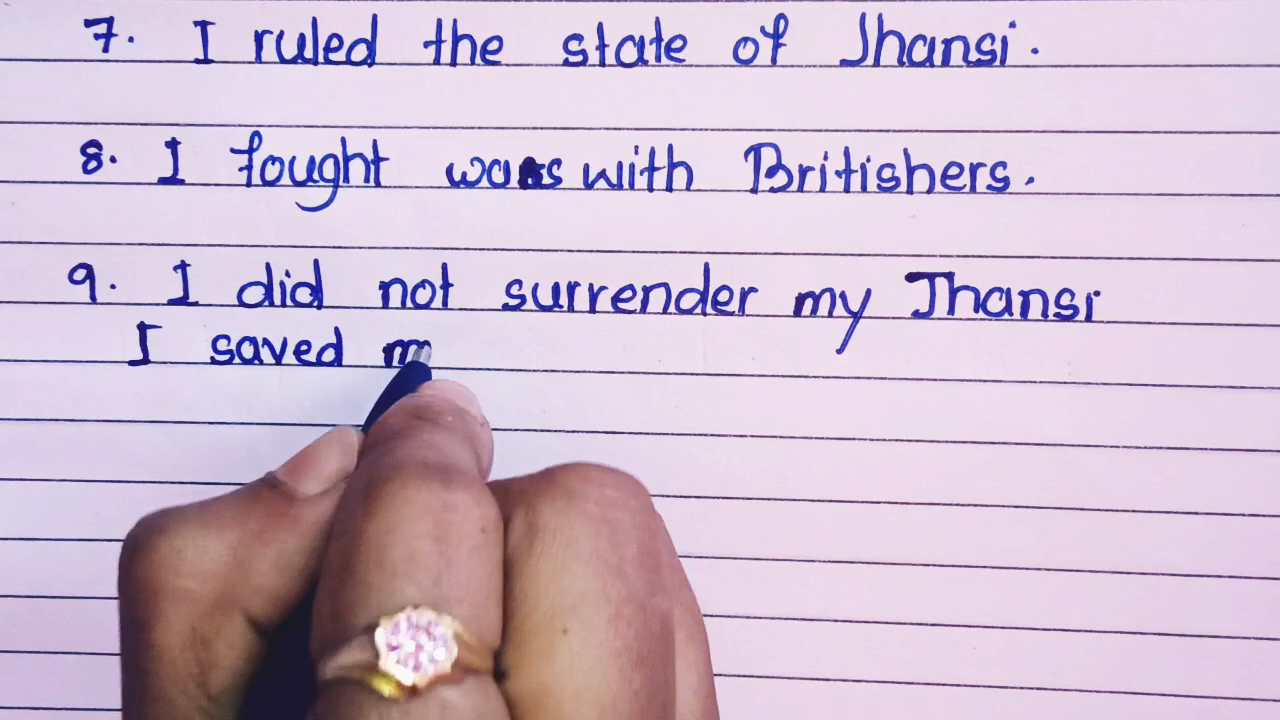 7. I ruled the state of Jhansi.
8. I fought wars with Britishers.
9. I did not surrender my Jhansi
I saved m